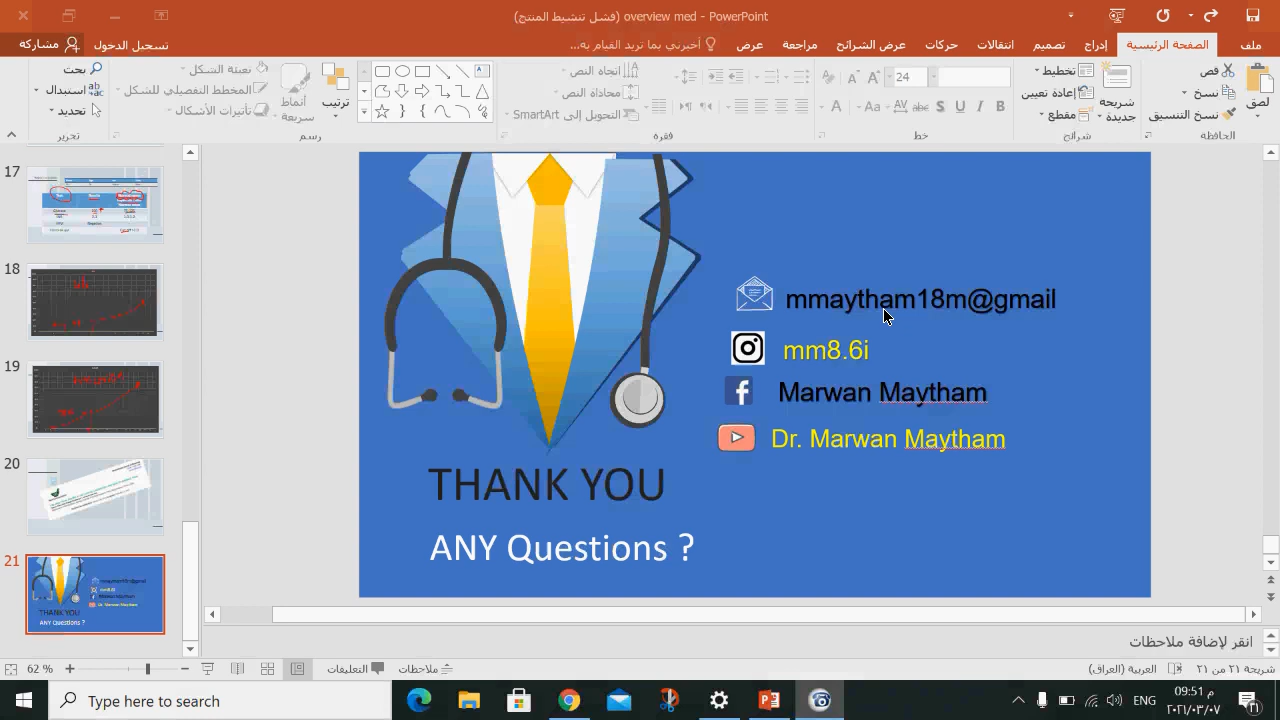 overview med - PowerPoint (فشل تنشيط المنتج)
ملف
الصفحة الرئيسية
إدراج
تصميم
انتقالات
حركات
عرض الشرائح
مراجعة
عرض
أخبرني بما تريد القيام به...
تسجيل الدخول
مشاركة
لصق
قص
نسخ
نسخ التنسيق
الحافظة
شريحة جديدة
تخطيط
إعادة تعيين
مقطع
شرائح
24
خط
اتجاه النص
محاذاة النص
التحويل إلى SmartArt
فقرة
ترتيب
أنماط سريعة
تعبئة الشكل
المخطط التفصيلي للشكل
تأثيرات الأشكال
رسم
بحث
استبدال
تحديد
تحرير
17
18
19
20
21
mmaytham18m@gmail
mm8.6i
Marwan Maytham
Dr. Marwan Maytham
THANK YOU
ANY Questions ?
انقر لإضافة ملاحظات
شريحة ٢١ من ٢١
العربية (العراق)
ملاحظات
التعليقات
62 %
Type here to search
ENG
م 09:51
٢٠٢١/٠٣/٠٧